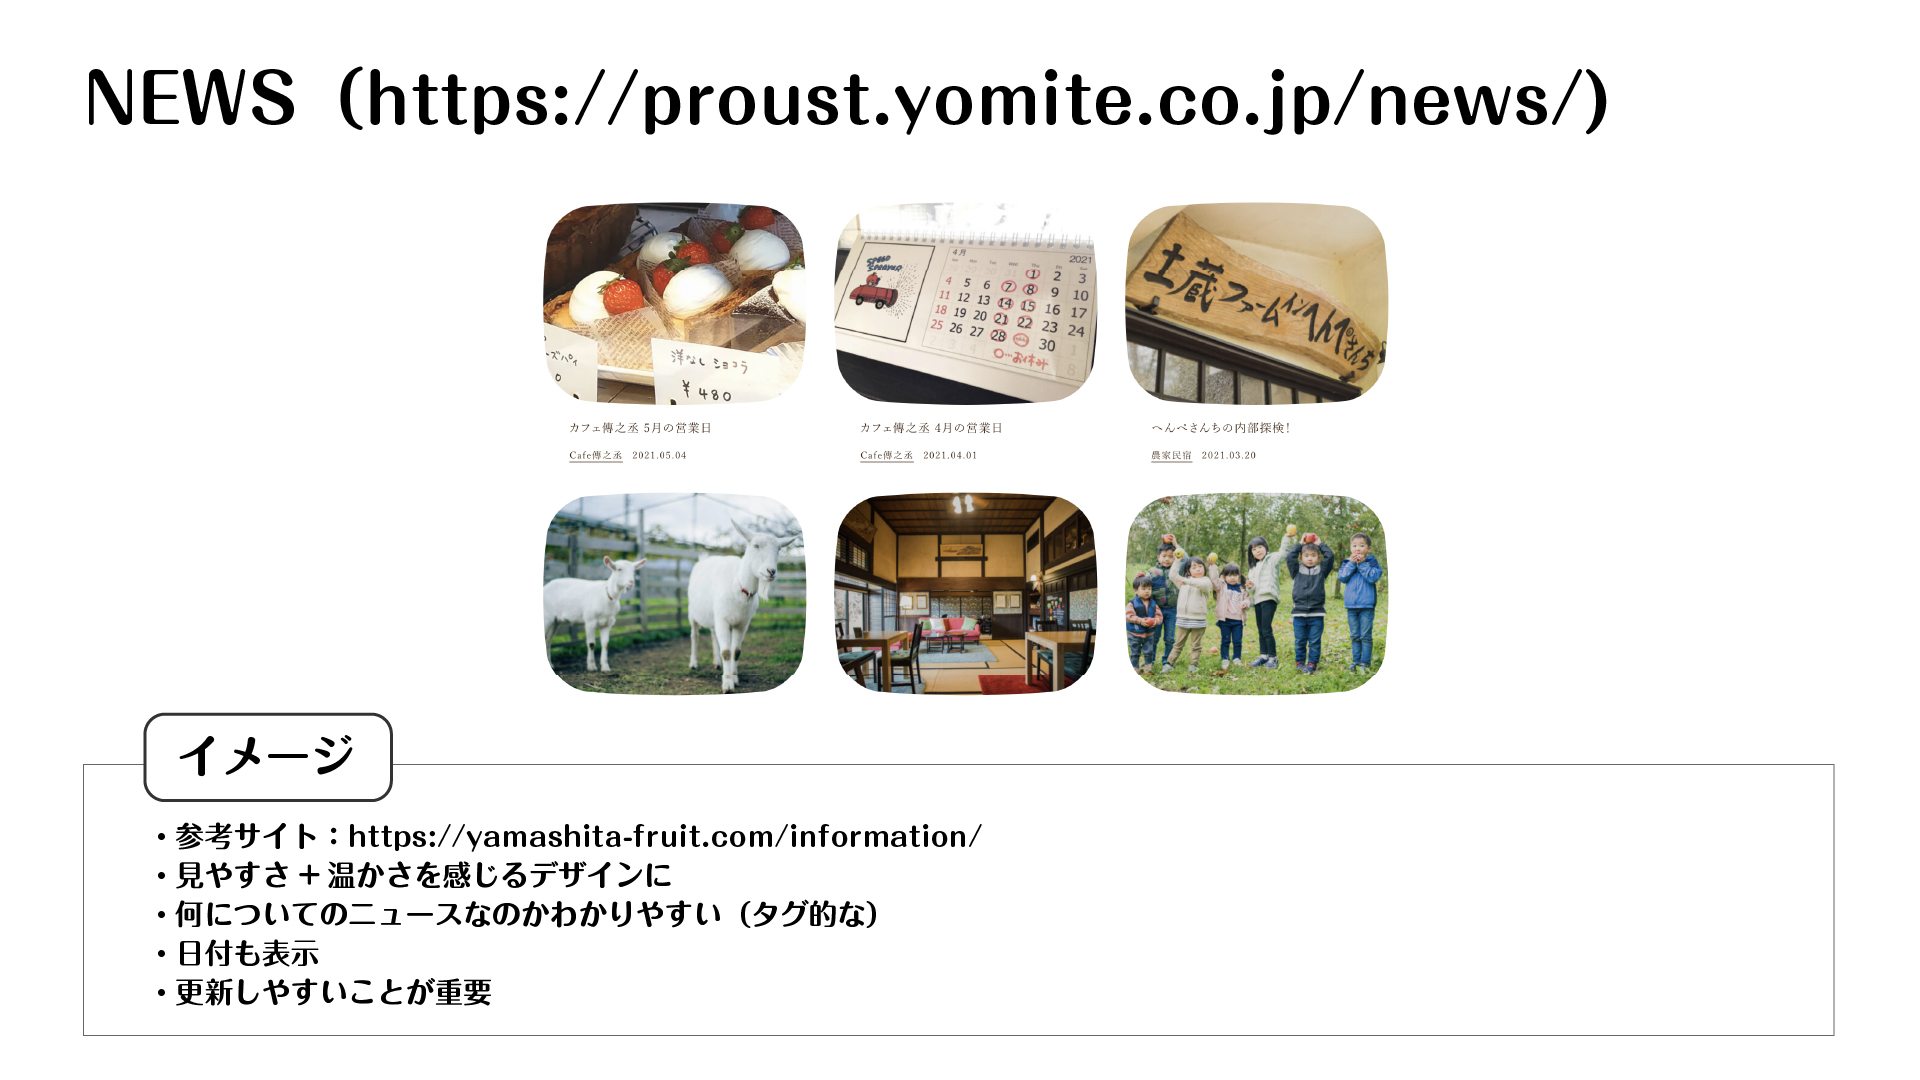 NEWS（https://proust.yomite.co.jp/news/）
洋なし ショコラ
¥480
4月
2021
1 2 3
4 5 6 7 8 9 10
11 12 13 14 15 16 17
18 19 20 21 22 23 24
25 26 27 28 30
○…お休み
土蔵ファームインへんぺさんち
カフェ傳之丞 5月の営業日
カフェ傳之丞 4月の営業日
へんぺさんちの内部探検！
Cafe傳之丞 2021.05.04
Cafe傳之丞 2021.04.01
農家民宿 2021.03.20
イメージ
・参考サイト：https://yamashita-fruit.com/information/
・見やすさ＋温かさを感じるデザインに
・何についてのニュースなのかわかりやすい（タグ的な）
・日付も表示
・更新しやすいことが重要